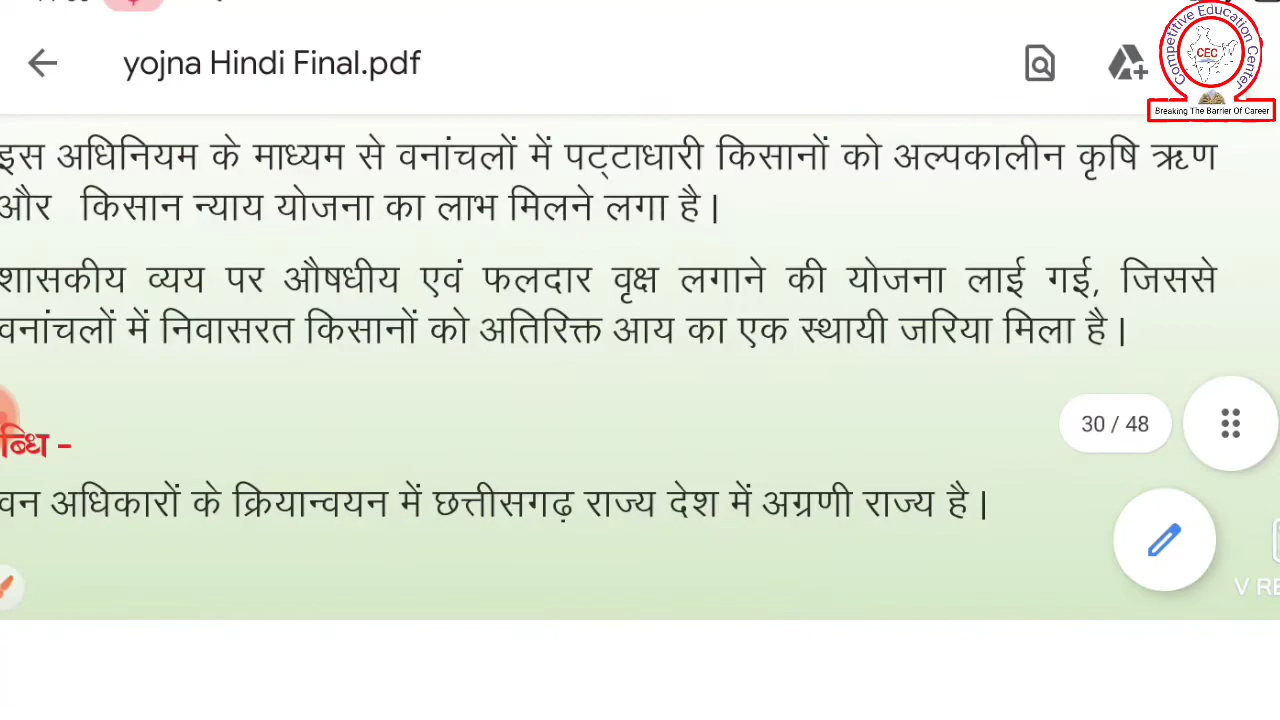 yojna Hindi Final.pdf
Competitive Education Center
CEC
Breaking The Barrier Of Career
इस अधिनियम के माध्यम से वनांचलों में पट्टाधारी किसानों को अल्पकालीन कृषि ऋण
और किसान न्याय योजना का लाभ मिलने लगा है |
शासकीय व्यय पर औषधीय एवं फलदार वृक्ष लगाने की योजना लाई गई, जिससे
वनांचलों में निवासरत किसानों को अतिरिक्त आय का एक स्थायी जरिया मिला है |
30 / 48
ब्धि –
वन अधिकारों के क्रियान्वयन में छत्तीसगढ़ राज्य देश में अग्रणी राज्य है |
V RE